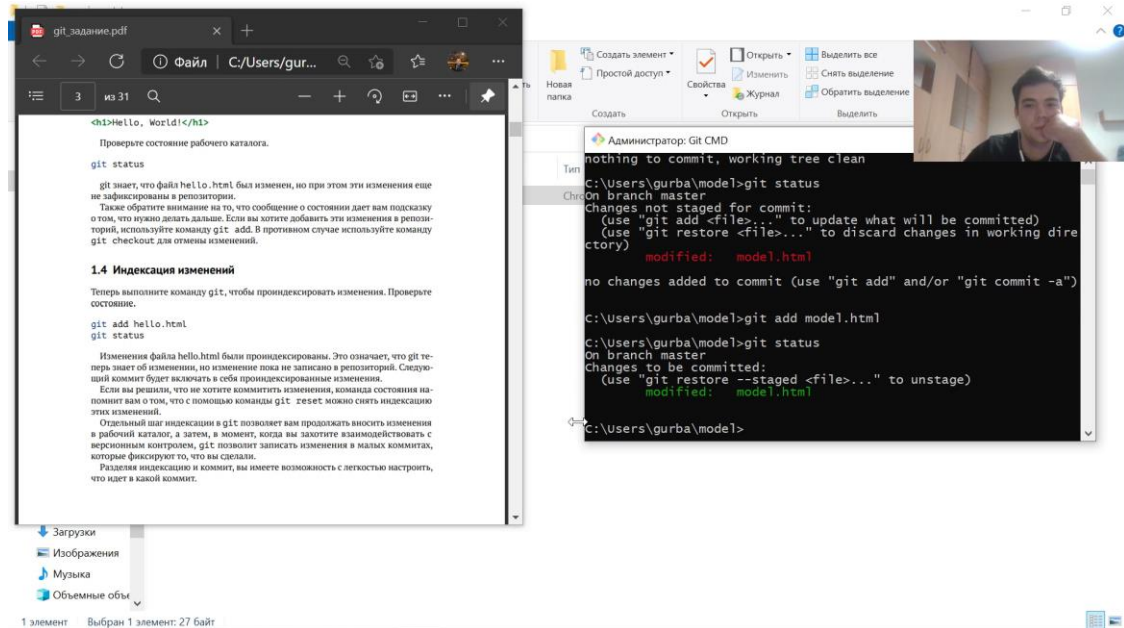 git_задание.pdf
Файл C:/Users/gur...
3 из 31
<h1>Hello, World!</h1>
Проверьте состояние рабочего каталога.
git status
git знает, что файл hello.html был изменен, но при этом эти изменения еще
не зафиксированы в репозитории.
Также обратите внимание на то, что сообщение о состоянии дает вам подсказку
о том, что нужно делать дальше. Если вы хотите добавить эти изменения в репози-
торий, используйте команду git add. В противном случае используйте команду
git checkout для отмены изменений.
1.4 Индексация изменений
Теперь выполните команду git, чтобы проиндексировать изменения. Проверьте
состояние.
git add hello.html
git status
Изменения файла hello.html были проиндексированы. Это означает, что git те-
перь знает об изменении, но изменение пока не записано в репозиторий. Следую-
щий коммит будет включать в себя проиндексированные изменения.
Если вы решили, что не хотите коммитить изменения, команда состояния на-
помнит вам о том, что с помощью команды git reset можно снять индексацию
этих изменений.
Отдельный шаг индексации в git позволяет вам продолжать вносить изменения
в рабочий каталог, а затем, в момент, когда вы захотите взаимодействовать с
версионным контролем, git позволит записать изменения в малых коммитах,
которые фиксируют то, что вы сделали.
Разделяя индексацию и коммит, вы имеете возможность с легкостью настроить,
что идет в какой коммит.
Новая
папка
Создать элемент
Простой доступ
Создать
Свойства
Открыть
Изменить
Журнал
Открыть
Выделить все
Снять выделение
Обратить выделение
Выделить
Тип
Chro
Администратор: Git CMD
nothing to commit, working tree clean
C:\Users\gurba\model>git status
On branch master
Changes not staged for commit:
(use "git add <file>..." to update what will be committed)
(use "git restore <file>..." to discard changes in working dire
ctory)
modified: model.html
no changes added to commit (use "git add" and/or "git commit -a")
C:\Users\gurba\model>git add model.html
C:\Users\gurba\model>git status
On branch master
Changes to be committed:
(use "git restore --staged <file>..." to unstage)
modified: model.html
C:\Users\gurba\model>
Загрузки
Изображения
Музыка
Объемные объе
1 элемент Выбран 1 элемент: 27 байт